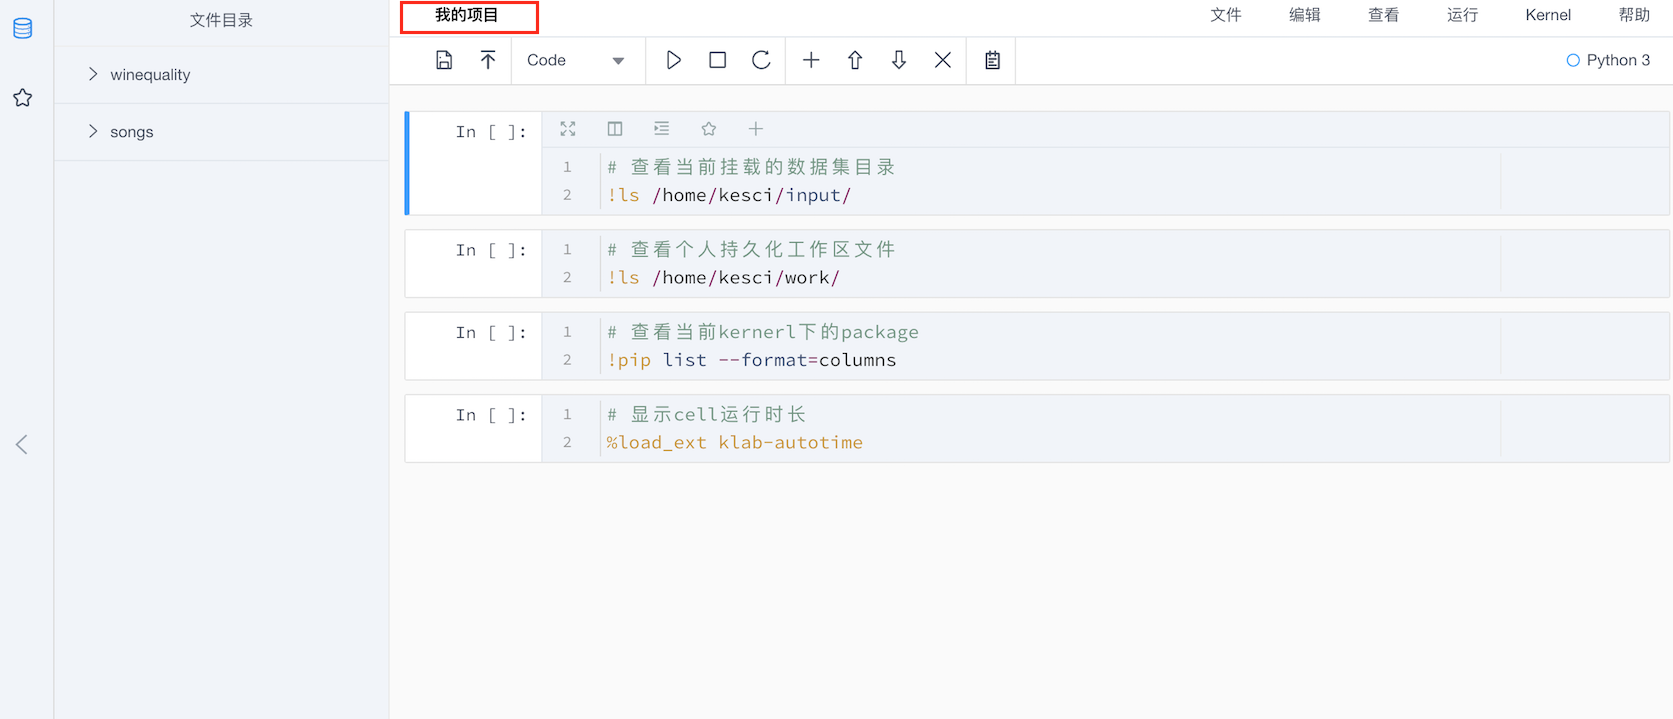 文件目录
winequality
songs
我的项目
文件 编辑 查看 运行 Kernel 帮助
Code
Python 3
In [ ]:
1 # 查看当前挂载的数据集目录
2 !ls /home/kesci/input/
In [ ]:
1 # 查看个人持久化工作区文件
2 !ls /home/kesci/work/
In [ ]:
1 # 查看当前kernerl下的package
2 !pip list --format=columns
In [ ]:
1 # 显示cell运行时长
2 %load_ext klab-autotime